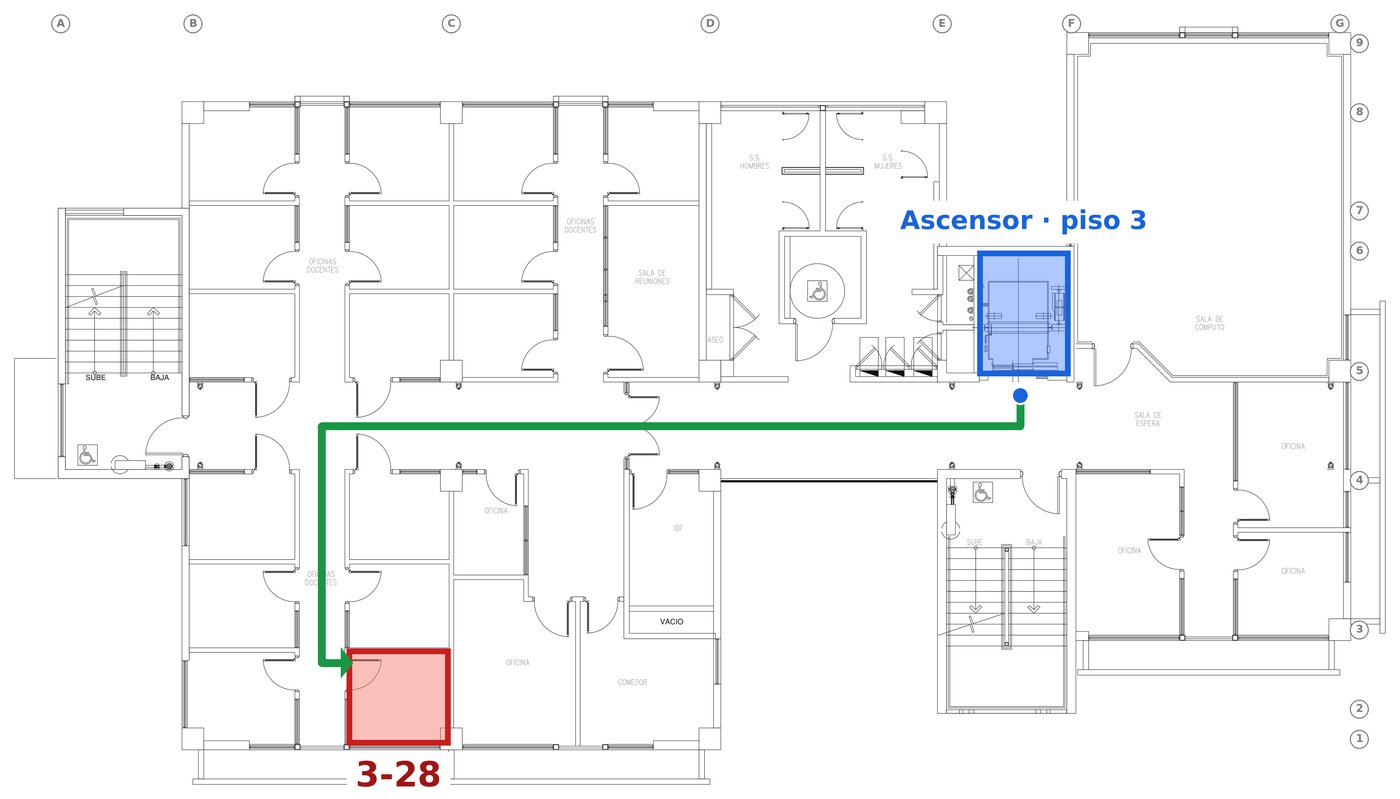 A
B
C
D
E
F
G
9
8
7
6
5
4
3
2
1
S.S.
HOMBRES
S.S.
MUJERES
Ascensor · piso 3
OFICINAS
DOCENTES
OFICINAS
DOCENTES
SALA DE
REUNIONES
ASEO
SALA DE
COMPUTO
SUBE
BAJA
SALA DE
ESPERA
OFICINA
OFICINA
IDF
SUBE
BAJA
OFICINA
OFICINA
OFICINAS
DOCENTES
VACIO
OFICINA
COMEDOR
3-28